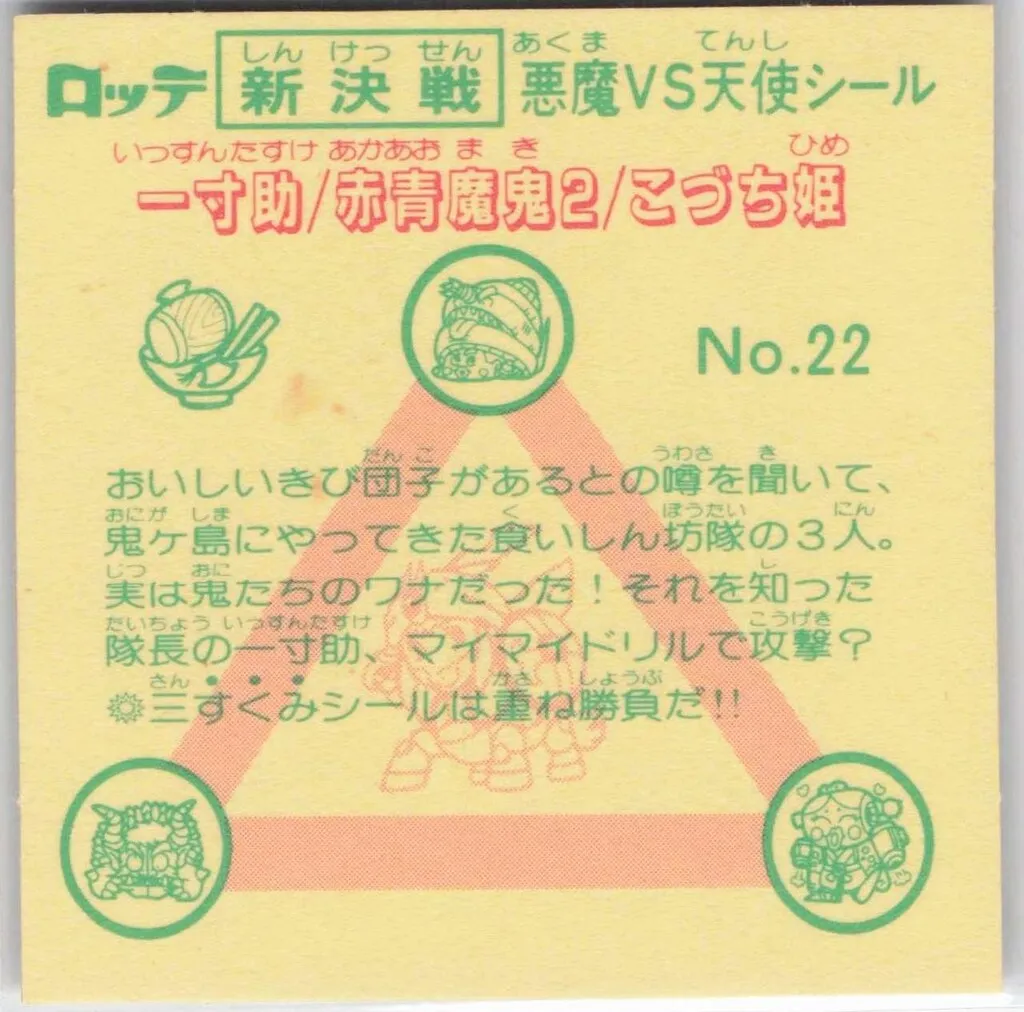 しん けっ せん あくま てんし
ロッテ 新決戦 悪魔VS天使シール
いっすんたすけ あかあお ま き ひめ
一寸助/赤青魔鬼2/こづち姫
No.22
だんご うわさ き
おいしいきび団子があるとの噂を聞いて、
おにが しま く ぼうたい にん
鬼ヶ島にやってきた食いしん坊隊の3人。
じつ おに し
実は鬼たちのワナだった!それを知った
たいちょう いっすんたすけ こうげき
隊長の一寸助、マイマイドリルで攻撃?
さん かさ しょうぶ
三すくみシールは重ね勝負だ!!